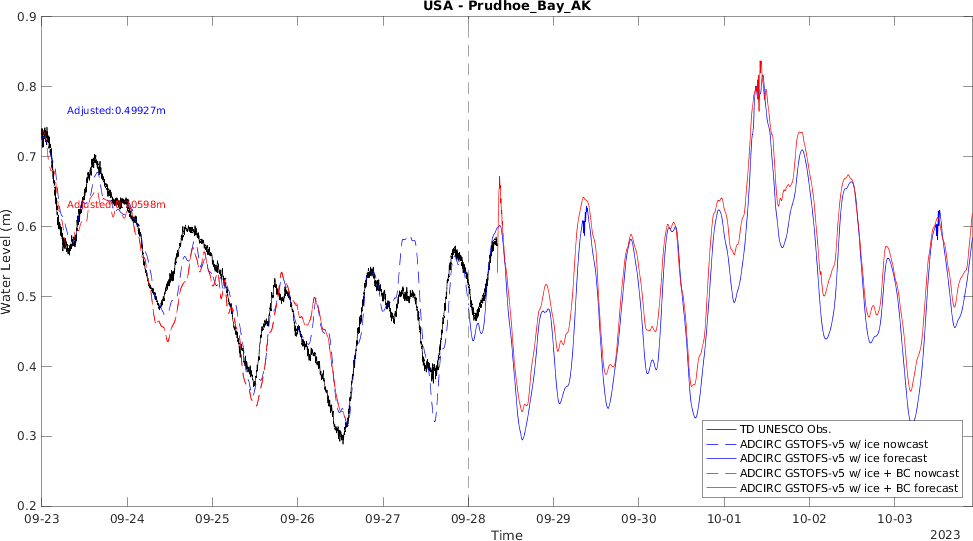 USA - Prudhoe_Bay_AK
0.9
0.8
0.7
0.6
0.5
0.4
0.3
0.2
Water Level (m)
Adjusted:0.49927m
Adjusted: 0598m
TD UNESCO Obs.
ADCIRC GSTOFS-v5 w/ ice nowcast
ADCIRC GSTOFS-v5 w/ ice forecast
ADCIRC GSTOFS-v5 w/ ice + BC nowcast
ADCIRC GSTOFS-v5 w/ ice + BC forecast
09-23 09-24 09-25 09-26 09-27 09-28 09-29 09-30 10-01 10-02 10-03
Time
2023